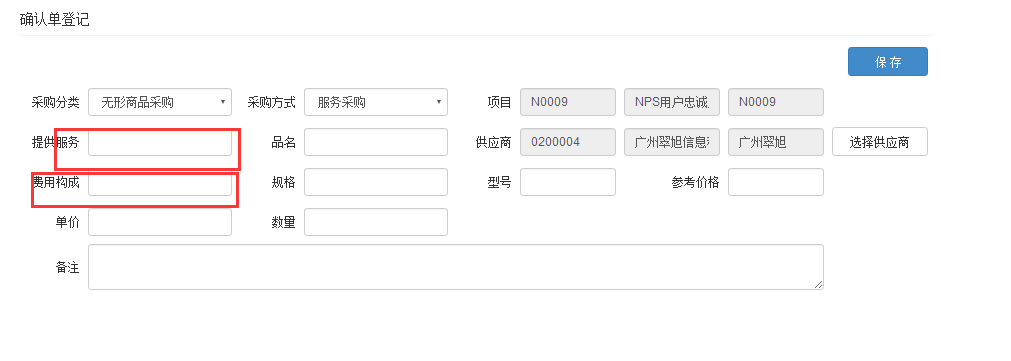 确认单登记
保 存
采购分类 无形商品采购 采购方式 服务采购 项目 N0009 NPS用户忠诚 N0009
提供服务 品名 供应商 0200004 广州翌旭信息 广州翌旭 选择供应商
费用构成 规格 型号 参考价格
单价 数量
备注